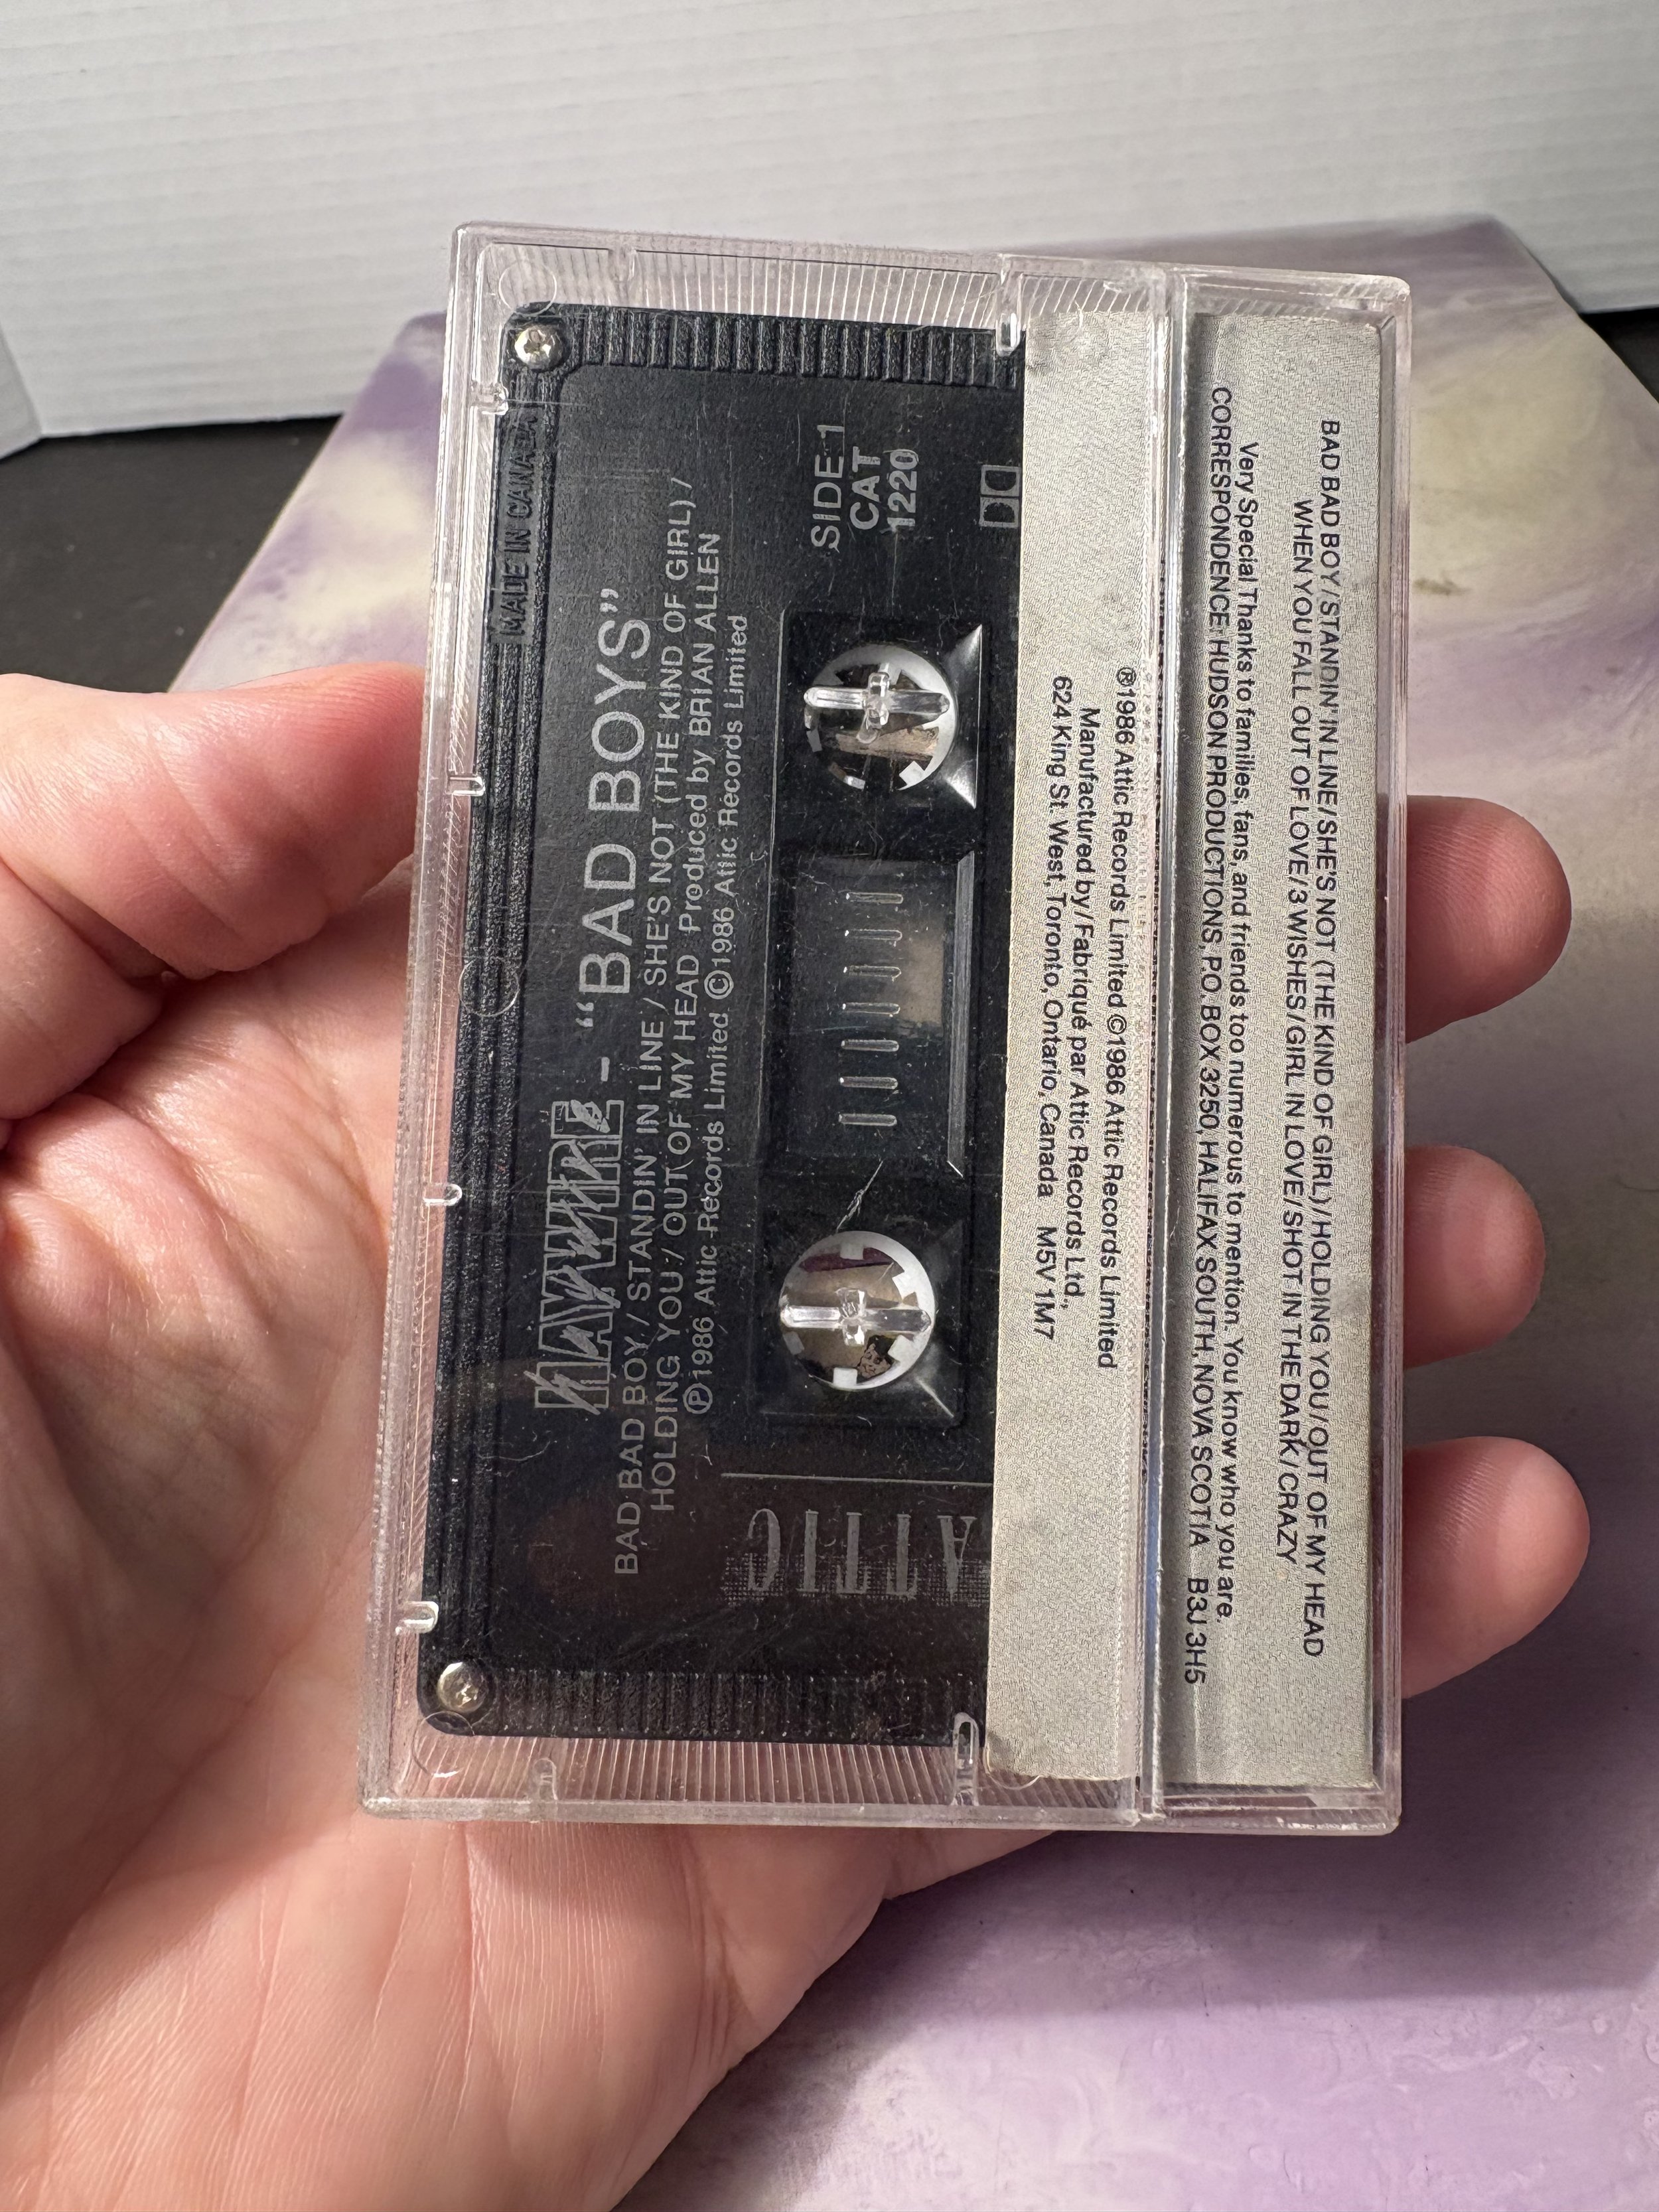 MADE IN CANADA
HAYWIRE - "BAD BOYS"
BAD BAD BOY / STANDIN' IN LINE / SHE'S NOT (THE KIND OF GIRL) /
HOLDING YOU / OUT OF MY HEAD Produced by BRIAN ALLEN
℗1986 Attic Records Limited ©1986 Attic Records Limited
SIDE 1
CAT
1220
ATTIC
℗1986 Attic Records Limited ©1986 Attic Records Limited
Manufactured by/Fabriqué par Attic Records Ltd.,
624 King St. West, Toronto, Ontario, Canada M5V 1M7
BAD BAD BOY/STANDIN' IN LINE/SHE'S NOT (THE KIND OF GIRL)/HOLDING YOU/OUT OF MY HEAD
WHEN YOU FALL OUT OF LOVE/3 WISHES/GIRL IN LOVE/SHOT IN THE DARK/CRAZY
Very Special Thanks to families, fans, and friends too numerous to mention. You know who you are.
CORRESPONDENCE: HUDSON PRODUCTIONS, P.O. BOX 3250, HALIFAX SOUTH, NOVA SCOTIA B3J 3H5